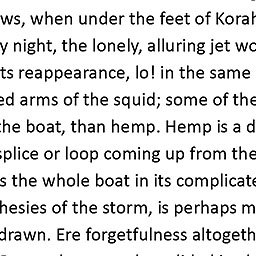 ws, when under the feet of Korah
y night, the lonely, alluring jet wo
ts reappearance, lo! in the same
ed arms of the squid; some of the
the boat, than hemp. Hemp is a d
splice or loop coming up from the
s the whole boat in its complicate
hesies of the storm, is perhaps m
drawn. Ere forgetfulness altogeth